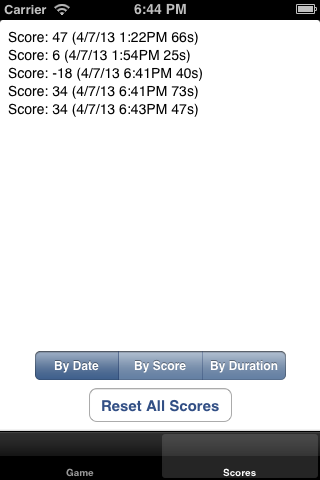 Carrier 6:44 PM
Score: 47 (4/7/13 1:22PM 66s)
Score: 6 (4/7/13 1:54PM 25s)
Score: -18 (4/7/13 6:41PM 40s)
Score: 34 (4/7/13 6:41PM 73s)
Score: 34 (4/7/13 6:43PM 47s)
By Date By Score By Duration
Reset All Scores
Game Scores